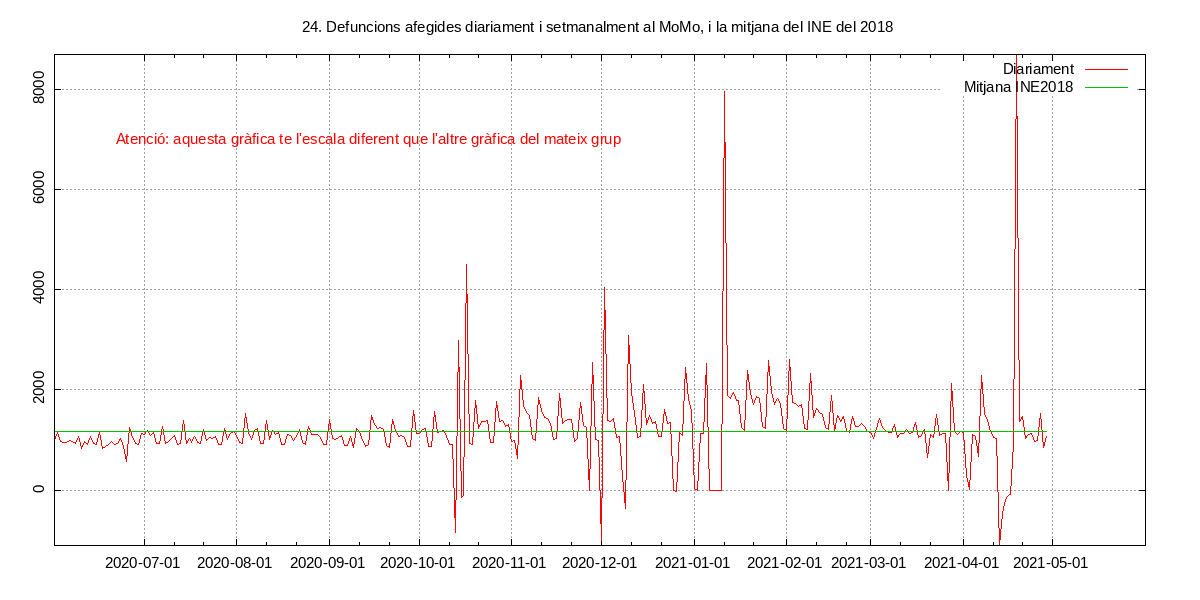 24. Defuncions afegides diariament i setmanalment al MoMo, i la mitjana del INE del 2018
Diariament
Mitjana INE2018
Atenció: aquesta gràfica te l'escala diferent que l'altre gràfica del mateix grup
8000
6000
4000
2000
0
2020-07-01 2020-08-01 2020-09-01 2020-10-01 2020-11-01 2020-12-01 2021-01-01 2021-02-01 2021-03-01 2021-04-01 2021-05-01